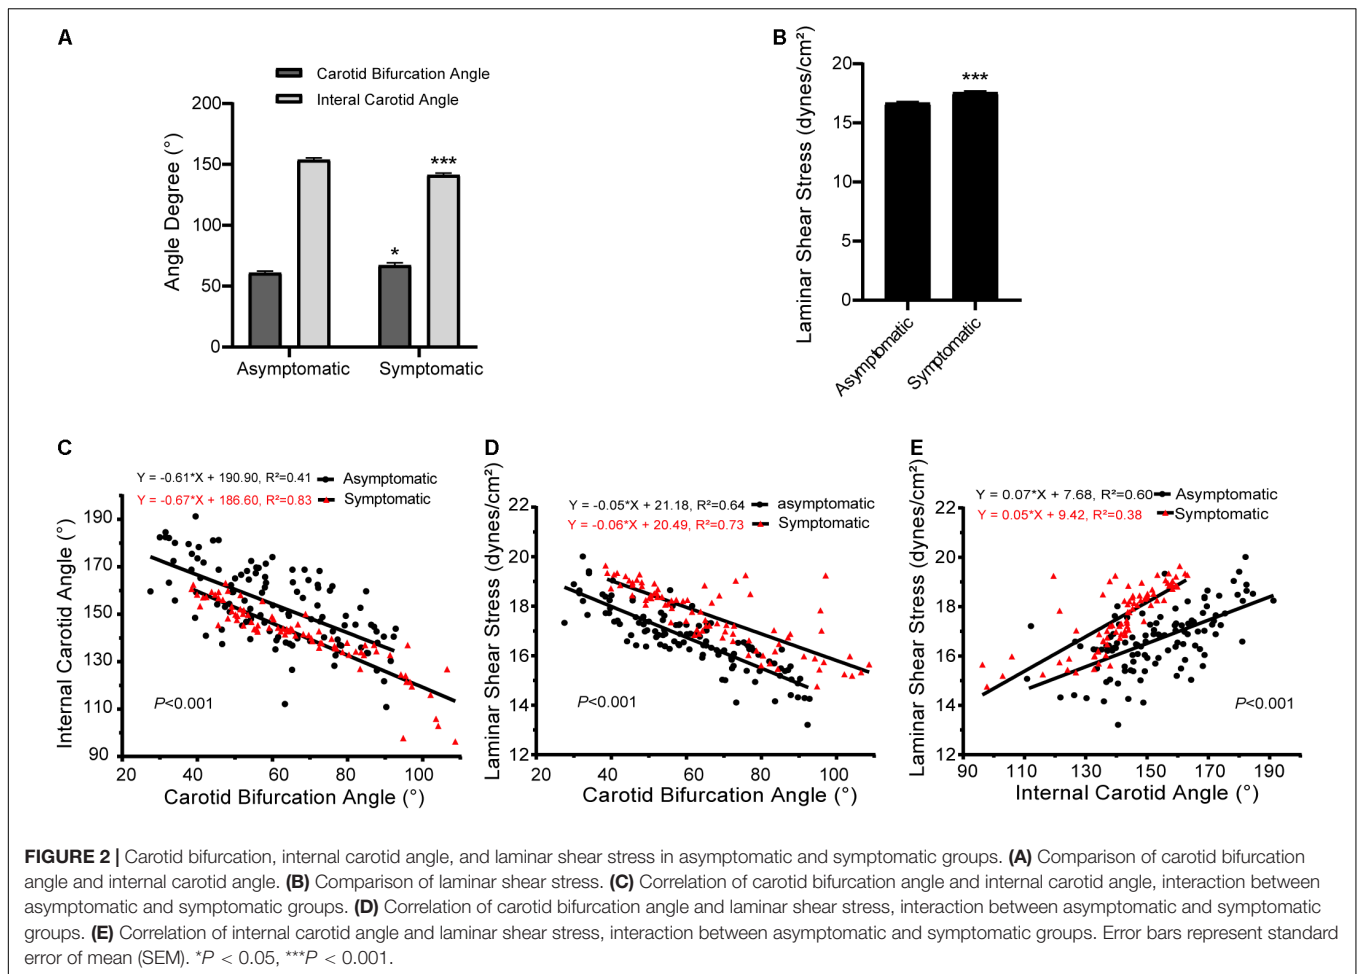 A
Carotid Bifurcation Angle
Interal Carotid Angle
Angle Degree (°)
200
150
100
50
0
*
***
Asymptomatic
Symptomatic
B
Laminar Shear Stress (dynes/cm²)
20
15
10
5
0
***
Asymptomatic
Symptomatic
C
Y = -0.61*X + 190.90, R²=0.41
Asymptomatic
Y = -0.67*X + 186.60, R²=0.83
Symptomatic
Internal Carotid Angle (°)
190
170
150
130
110
90
P<0.001
20 40 60 80 100
Carotid Bifurcation Angle (°)
D
Y = -0.05*X + 21.18, R²=0.64
asymptomatic
Y = -0.06*X + 20.49, R²=0.73
Symptomatic
Laminar Shear Stress (dynes/cm²)
22
20
18
16
14
12
P<0.001
20 40 60 80 100
Carotid Bifurcation Angle (°)
E
Y = 0.07*X + 7.68, R²=0.60
Asymptomatic
Y = 0.05*X + 9.42, R²=0.38
Symptomatic
Laminar Shear Stress (dynes/cm²)
22
20
18
16
14
12
P<0.001
90 110 130 150 170 190
Internal Carotid Angle (°)
FIGURE 2 | Carotid bifurcation, internal carotid angle, and laminar shear stress in asymptomatic and symptomatic groups. (A) Comparison of carotid bifurcation
angle and internal carotid angle. (B) Comparison of laminar shear stress. (C) Correlation of carotid bifurcation angle and internal carotid angle, interaction between
asymptomatic and symptomatic groups. (D) Correlation of carotid bifurcation angle and laminar shear stress, interaction between asymptomatic and symptomatic
groups. (E) Correlation of internal carotid angle and laminar shear stress, interaction between asymptomatic and symptomatic groups. Error bars represent standard
error of mean (SEM). *P < 0.05, ***P < 0.001.